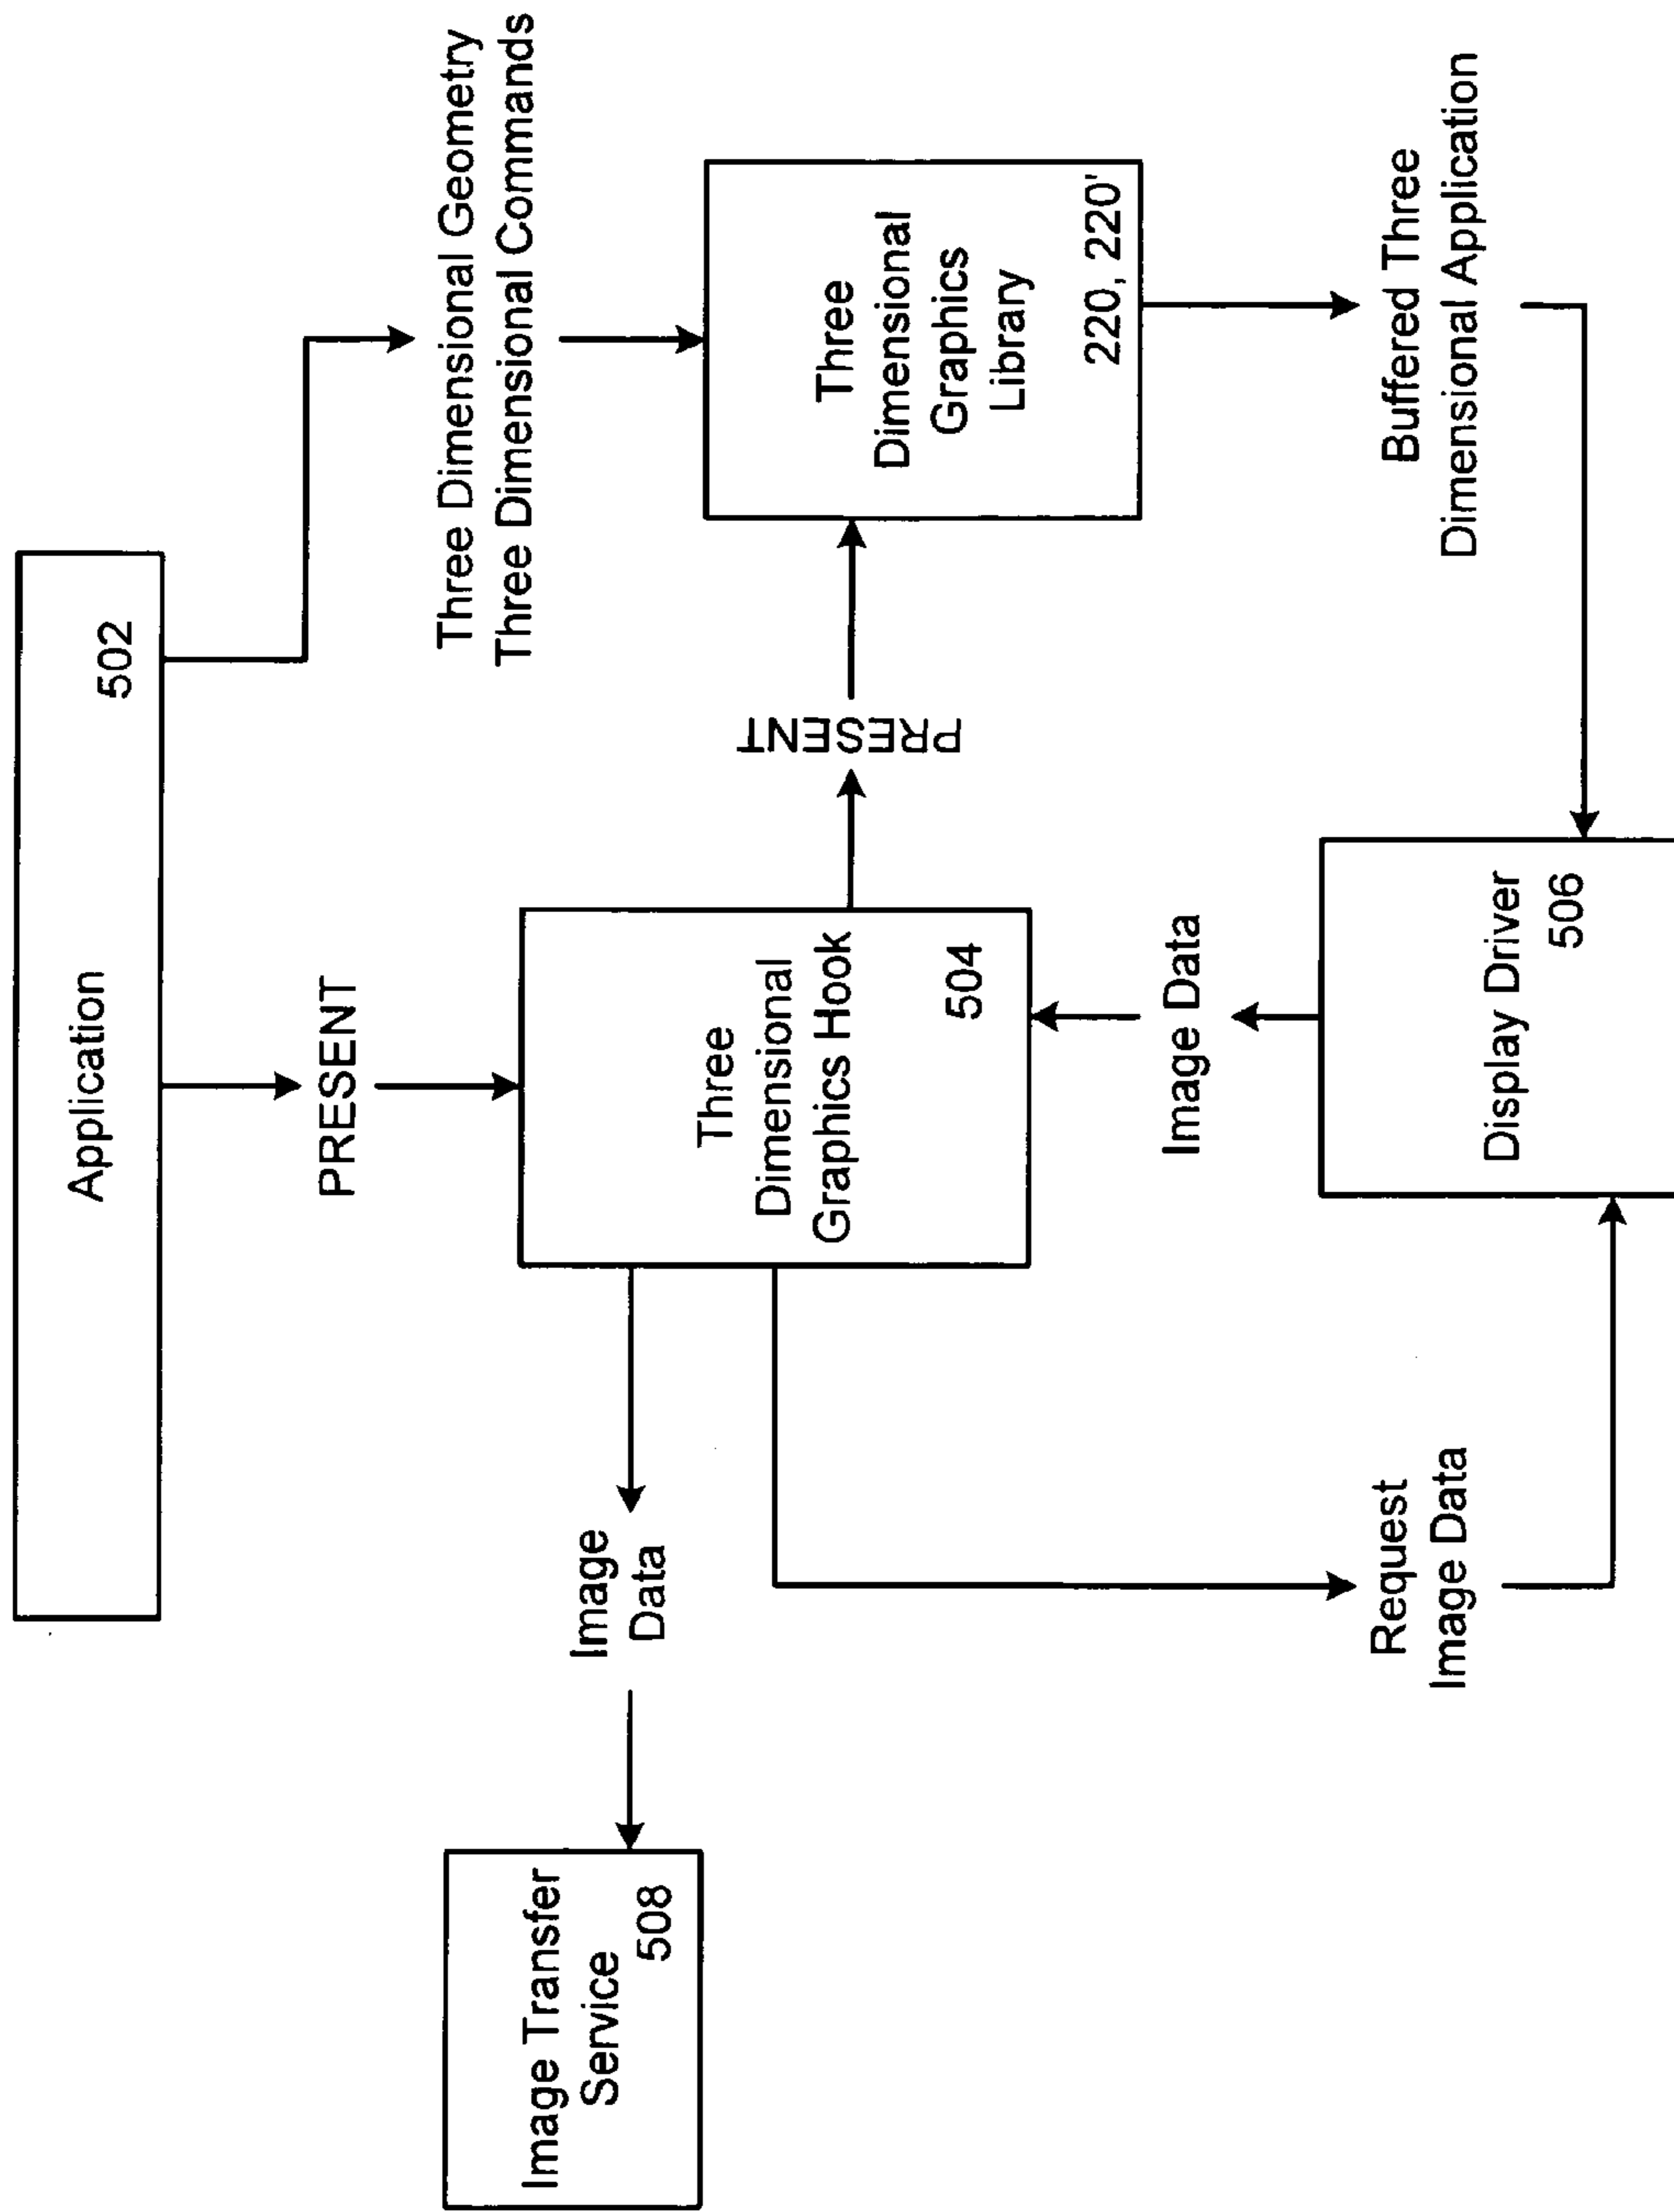 Application
502
PRESENT
Three Dimensional Geometry
Three Dimensional Commands
Image Transfer
Service
508
Image
Data
Three
Dimensional
Graphics Hook
504
PRESENT
Three
Dimensional
Graphics
Library
220, 220'
Request
Image Data
Image Data
Buffered Three
Dimensional Application
Display Driver
506